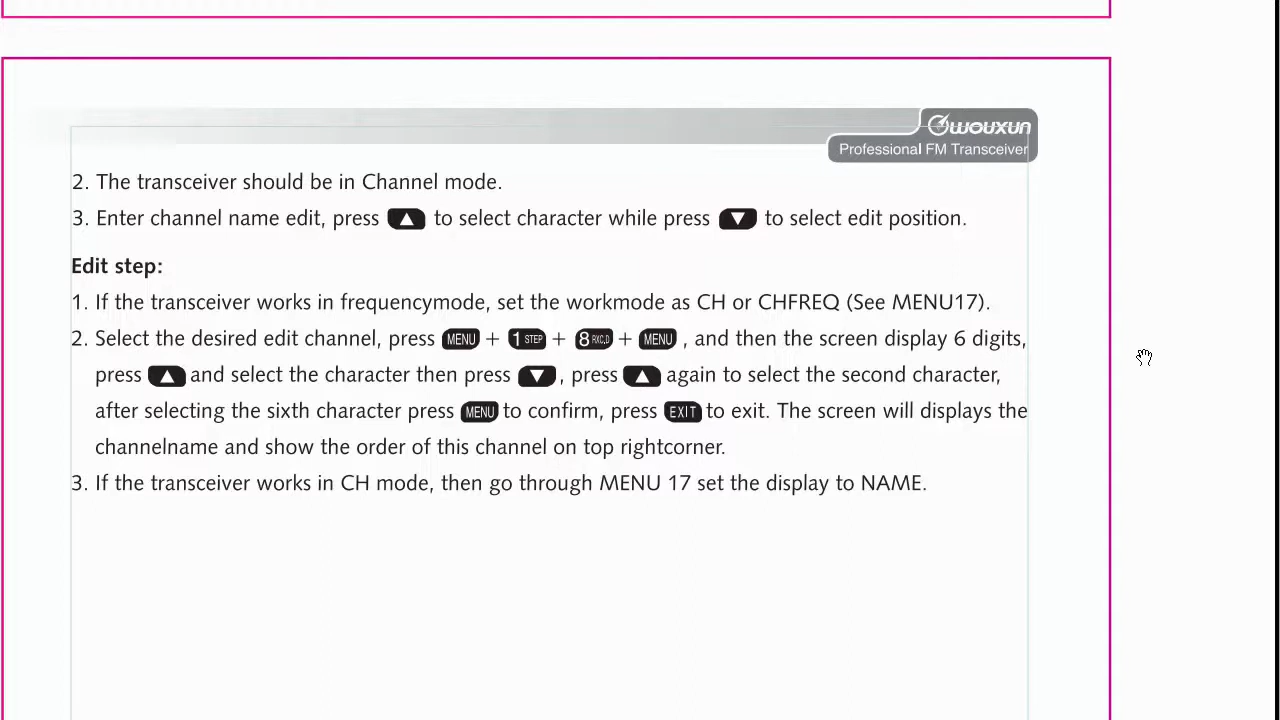 wouxun
Professional FM Transceiver
2. The transceiver should be in Channel mode.
3. Enter channel name edit, press ▲ to select character while press ▼ to select edit position.
Edit step:
1. If the transceiver works in frequencymode, set the workmode as CH or CHFREQ (See MENU17).
2. Select the desired edit channel, press MENU + 1 STEP + 8 RXC.D + MENU , and then the screen display 6 digits,
press ▲ and select the character then press ▼ , press ▲ again to select the second character,
after selecting the sixth character press MENU to confirm, press EXIT to exit. The screen will displays the
channelname and show the order of this channel on top rightcorner.
3. If the transceiver works in CH mode, then go through MENU 17 set the display to NAME.